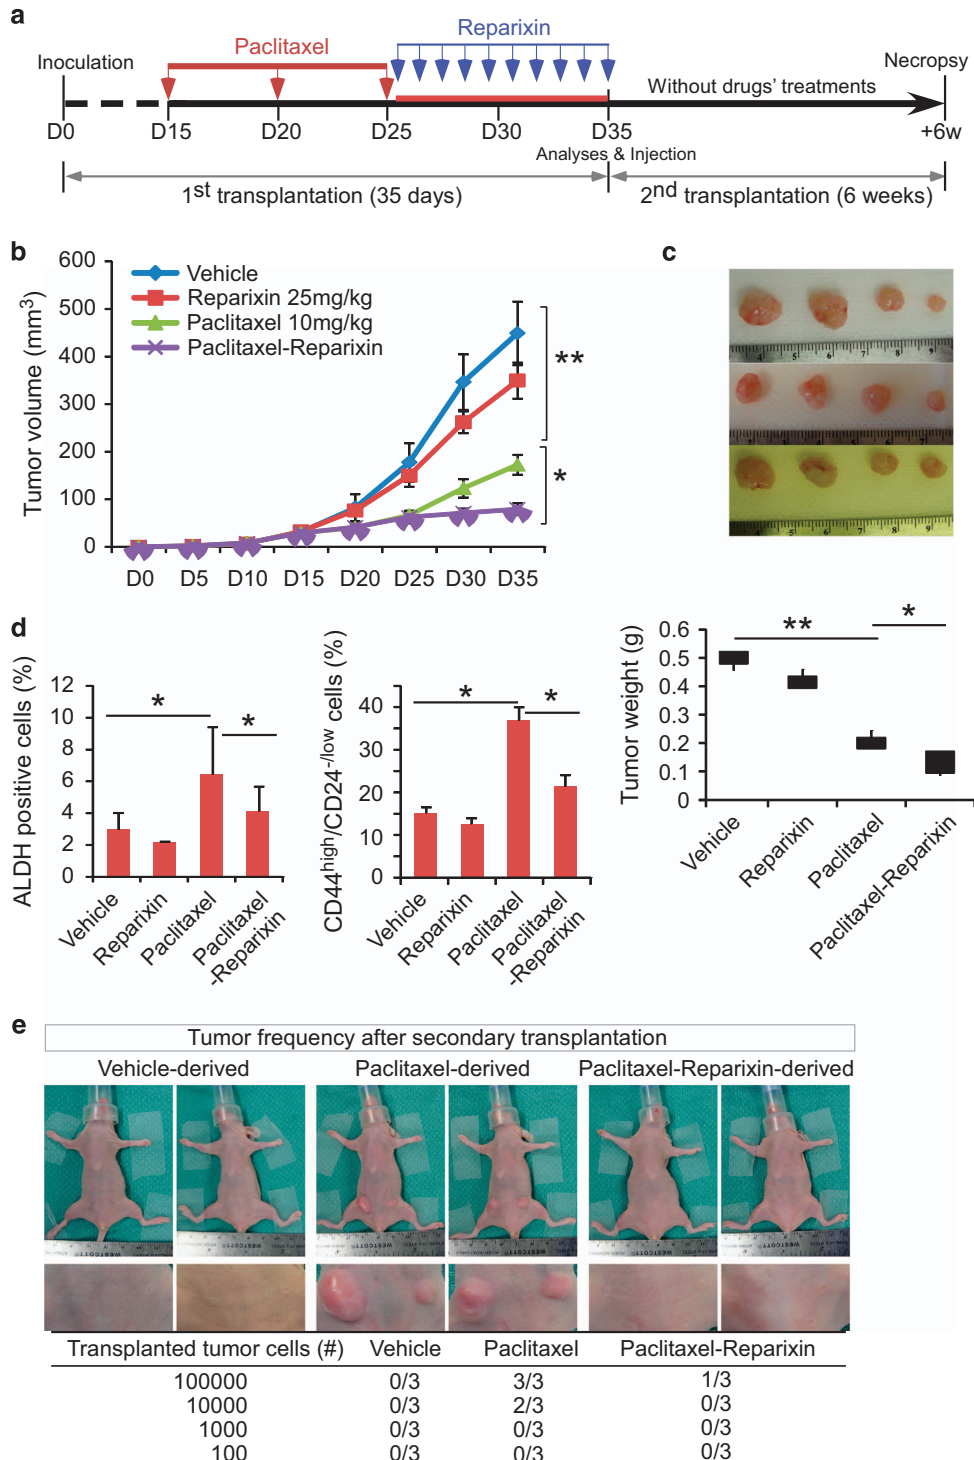 a
Paclitaxel
Reparixin
Inoculation
Necropsy
Without drugs' treatments
D0
D15
D20
D25
D30
D35
+6w
Analyses & Injection
1st transplantation (35 days)
2nd transplantation (6 weeks)
b
Tumor volume (mm3)
600
500
400
300
200
100
0
Vehicle
Reparixin 25mg/kg
Paclitaxel 10mg/kg
Paclitaxel-Reparixin
**
*
D0 D5 D10 D15 D20 D25 D30 D35
c
4 5 6 7 8 9
Tumor weight (g)
0.6
0.5
0.4
0.3
0.2
0.1
0
**
*
Vehicle
Reparixin
Paclitaxel
Paclitaxel-Reparixin
d
ALDH positive cells (%)
12
10
8
6
4
2
0
*
*
Vehicle
Reparixin
Paclitaxel
Paclitaxel
-Reparixin
CD44high/CD24-/low cells (%)
40
30
20
10
0
*
*
Vehicle
Reparixin
Paclitaxel
Paclitaxel
-Reparixin
e
Tumor frequency after secondary transplantation
Vehicle-derived
Paclitaxel-derived
Paclitaxel-Reparixin-derived
WESTCOTT
Transplanted tumor cells (#) Vehicle Paclitaxel Paclitaxel-Reparixin
100000 0/3 3/3 1/3
10000 0/3 2/3 0/3
1000 0/3 0/3 0/3
100 0/3 0/3 0/3